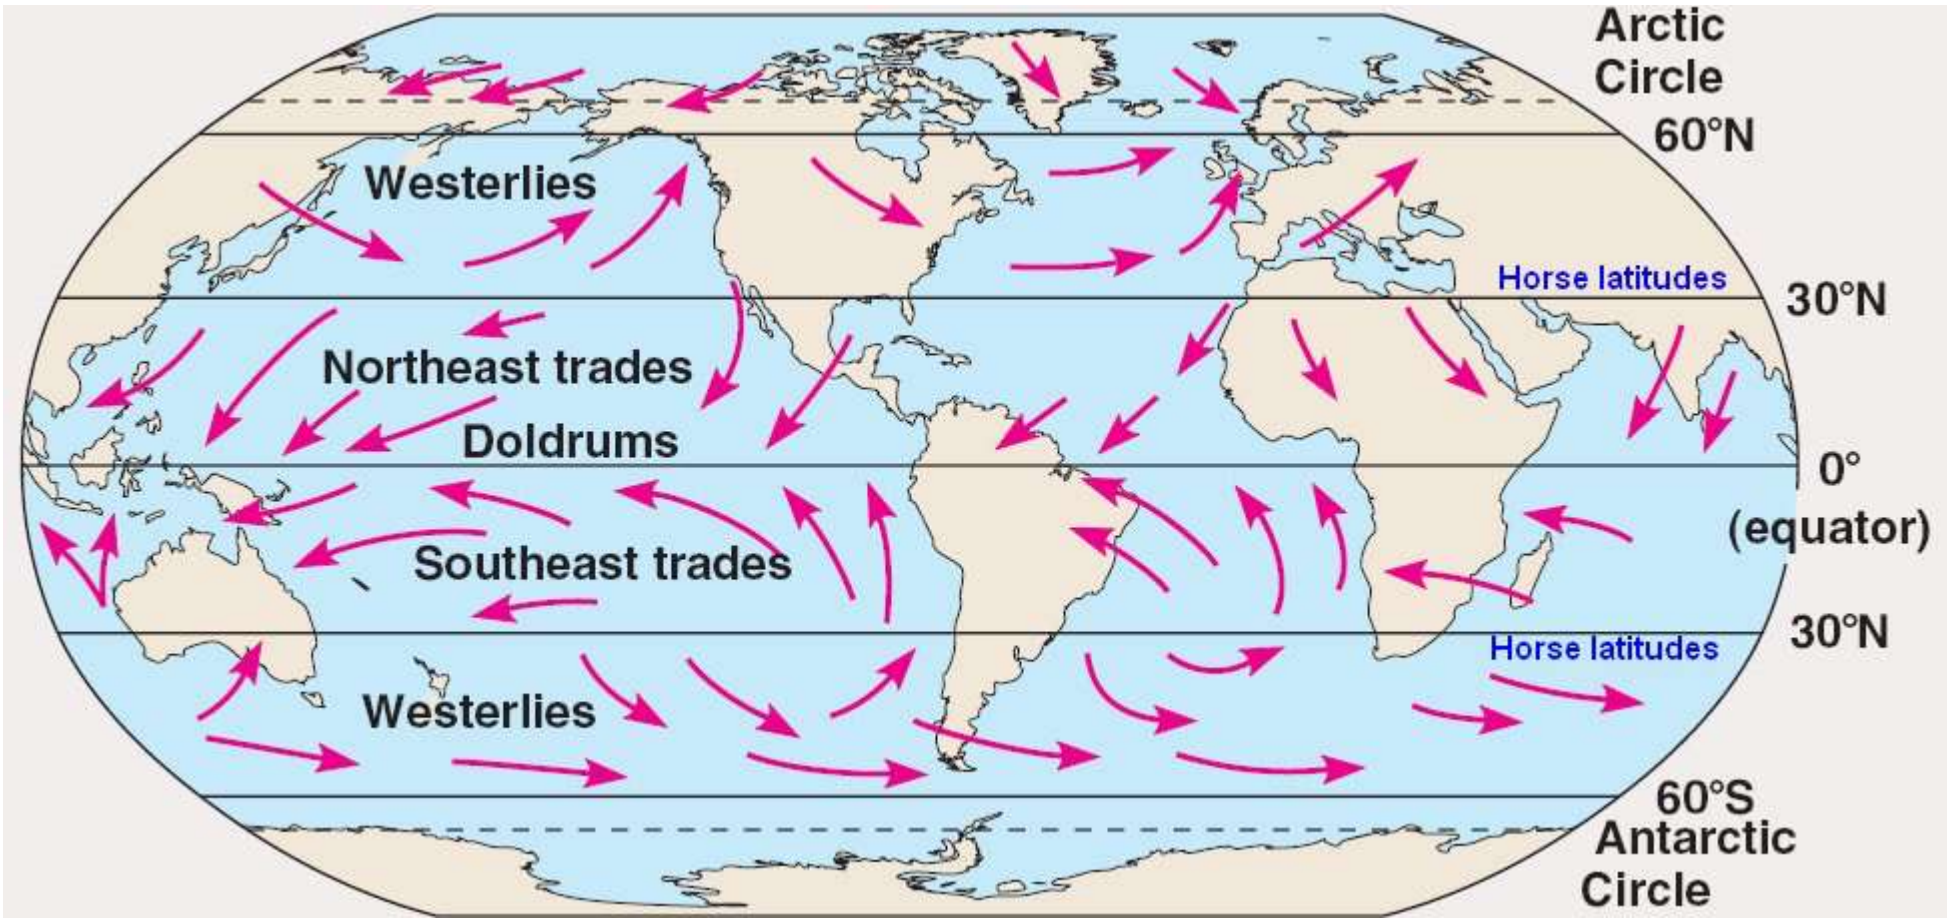 Arctic
Circle
60°N
Westerlies
Horse latitudes
30°N
Northeast trades
Doldrums
0°
(equator)
Southeast trades
30°N
Horse latitudes
Westerlies
60°S
Antarctic
Circle